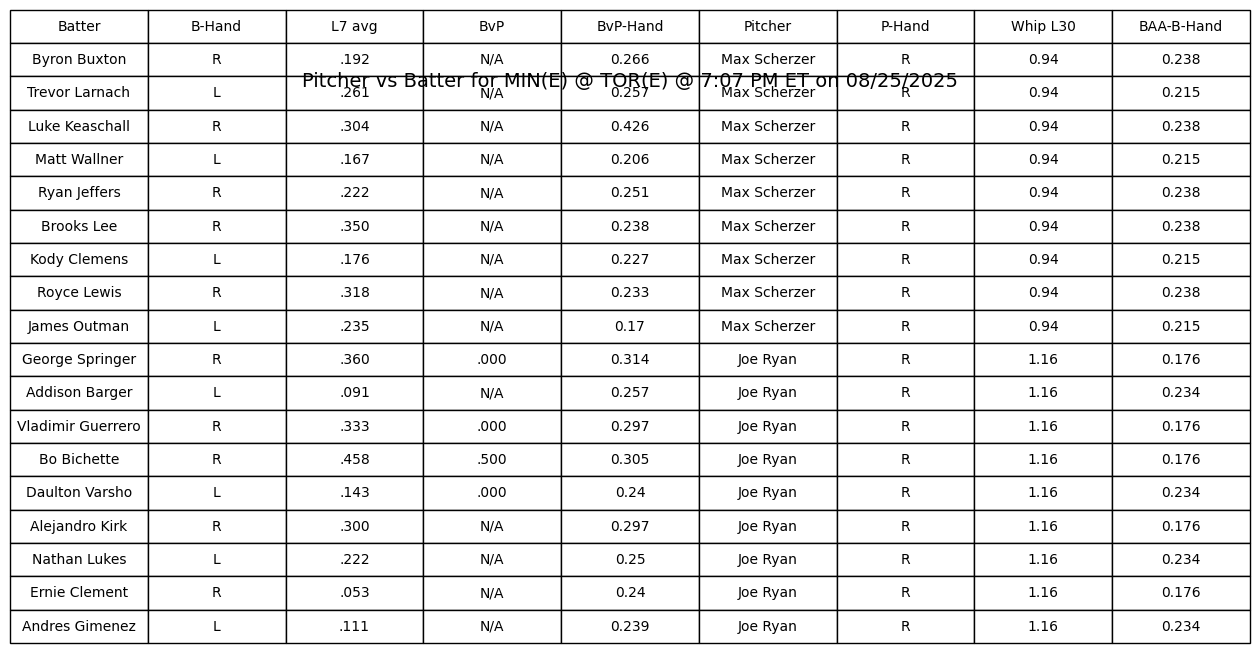 Batter B-Hand L7 avg BvP BvP-Hand Pitcher P-Hand Whip L30 BAA-B-Hand
Byron Buxton R .192 N/A 0.266 Max Scherzer R 0.94 0.238
Pitcher vs Batter for MIN(E) @ TOR(E) @ 7:07 PM ET on 08/25/2025
Trevor Larnach L .261 N/A 0.257 Max Scherzer R 0.94 0.215
Luke Keaschall R .304 N/A 0.426 Max Scherzer R 0.94 0.238
Matt Wallner L .167 N/A 0.206 Max Scherzer R 0.94 0.215
Ryan Jeffers R .222 N/A 0.251 Max Scherzer R 0.94 0.238
Brooks Lee R .350 N/A 0.238 Max Scherzer R 0.94 0.238
Kody Clemens L .176 N/A 0.227 Max Scherzer R 0.94 0.215
Royce Lewis R .318 N/A 0.233 Max Scherzer R 0.94 0.238
James Outman L .235 N/A 0.17 Max Scherzer R 0.94 0.215
George Springer R .360 .000 0.314 Joe Ryan R 1.16 0.176
Addison Barger L .091 N/A 0.257 Joe Ryan R 1.16 0.234
Vladimir Guerrero R .333 .000 0.297 Joe Ryan R 1.16 0.176
Bo Bichette R .458 .500 0.305 Joe Ryan R 1.16 0.176
Daulton Varsho L .143 .000 0.24 Joe Ryan R 1.16 0.234
Alejandro Kirk R .300 N/A 0.297 Joe Ryan R 1.16 0.176
Nathan Lukes L .222 N/A 0.25 Joe Ryan R 1.16 0.234
Ernie Clement R .053 N/A 0.24 Joe Ryan R 1.16 0.176
Andres Gimenez L .111 N/A 0.239 Joe Ryan R 1.16 0.234